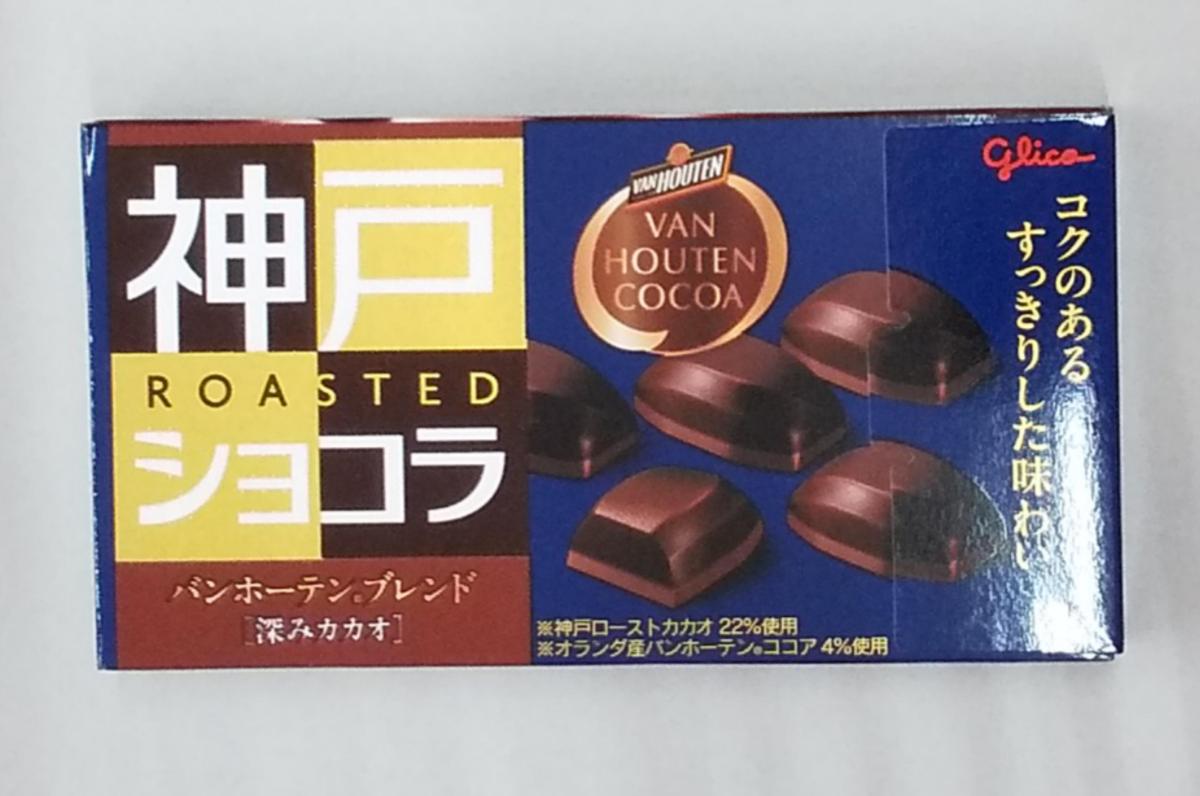 神戸
ROASTED
ショコラ
バンホーテン®ブレンド
[深みカカオ]
VAN HOUTEN
VAN
HOUTEN
COCOA
※神戸ローストカカオ 22%使用
※オランダ産バンホーテン®ココア 4%使用
Glico
コクのある
すっきりした味わい